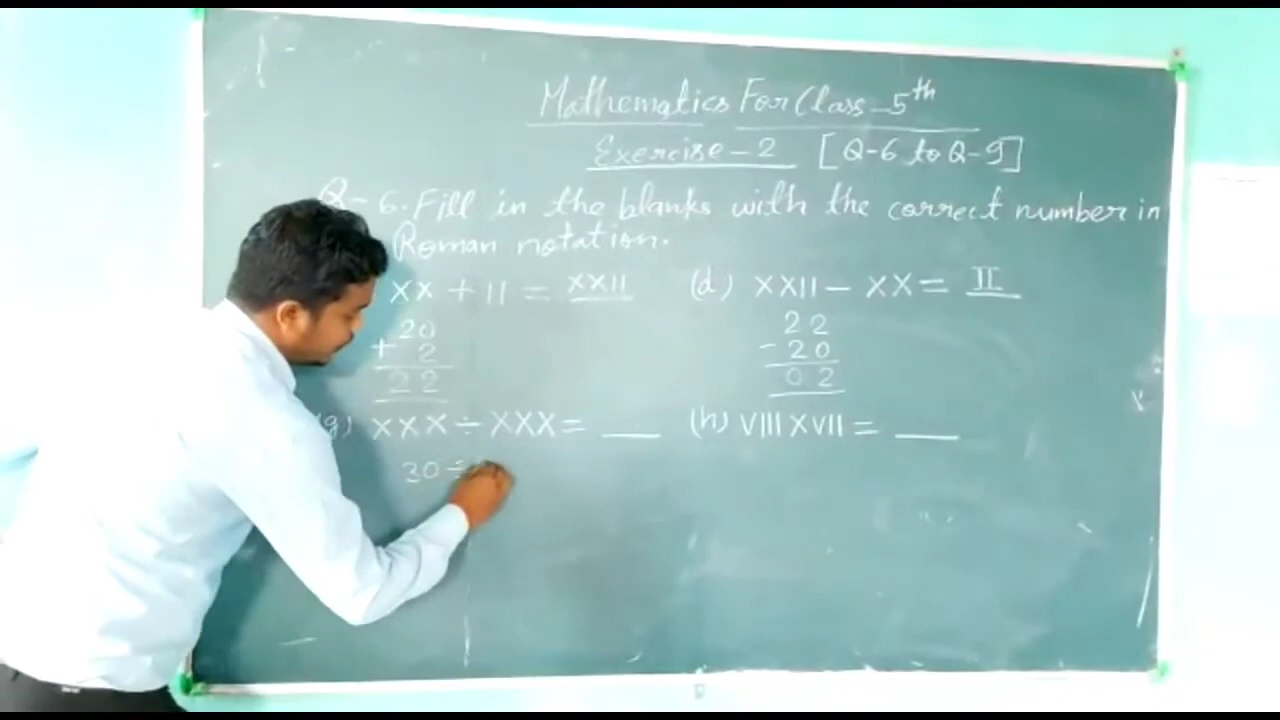 Mathematics For Class-5th
Exercise-2 [Q-6 to Q-9]
Q-6. Fill in the blanks with the correct number in
Roman notation.
XX + II = XXII (d) XXII - XX = II
20 22
+ 2 - 20
22 02
(g) XXX ÷ XXX = __ (h) VIII X VII = __
30 ÷